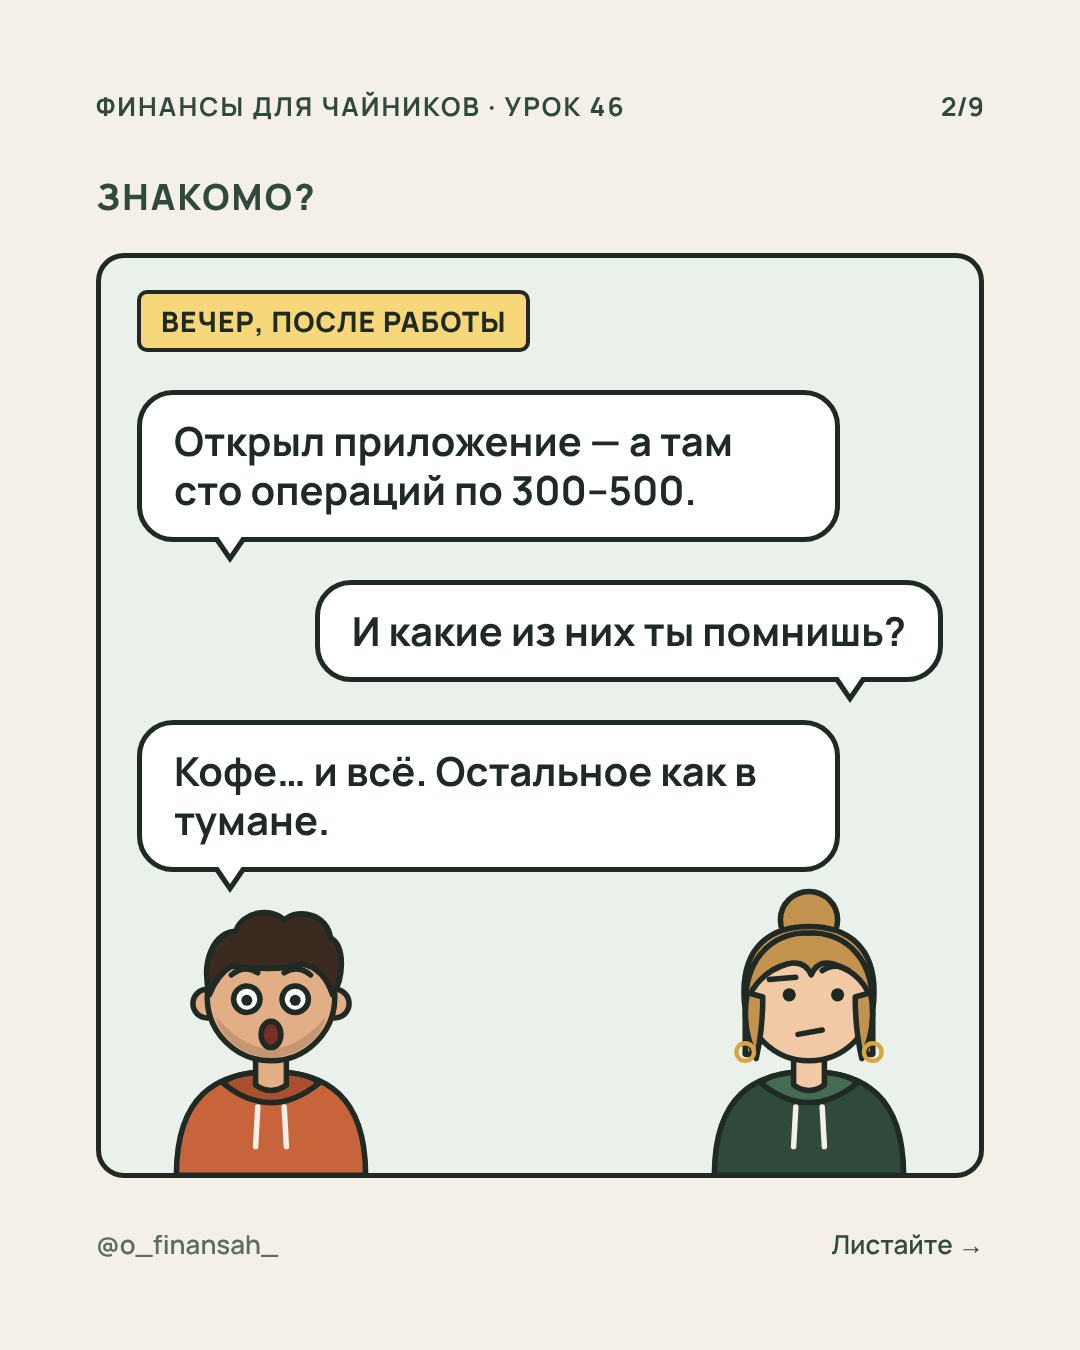 ФИНАНСЫ ДЛЯ ЧАЙНИКОВ · УРОК 46
2/9
ЗНАКОМО?
ВЕЧЕР, ПОСЛЕ РАБОТЫ
Открыл приложение — а там
сто операций по 300–500.
И какие из них ты помнишь?
Кофе… и всё. Остальное как в
тумане.
@o_finansah_
Листайте →